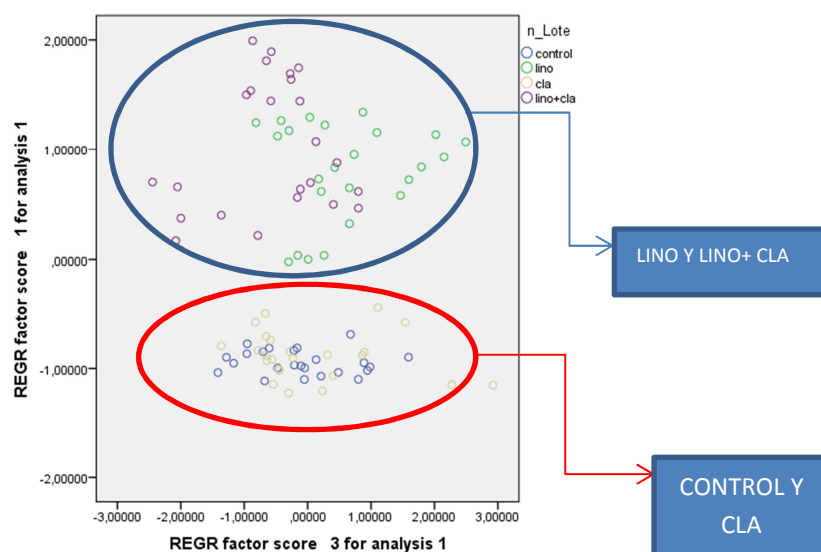 n_Lote
control
lino
cla
lino+cla
2,00000
1,00000
,00000
-1,00000
-2,00000
REGR factor score 1 for analysis 1
-3,00000 -2,00000 -1,00000 ,00000 1,00000 2,00000 3,00000
REGR factor score 3 for analysis 1
LINO Y LINO+ CLA
CONTROL Y
CLA